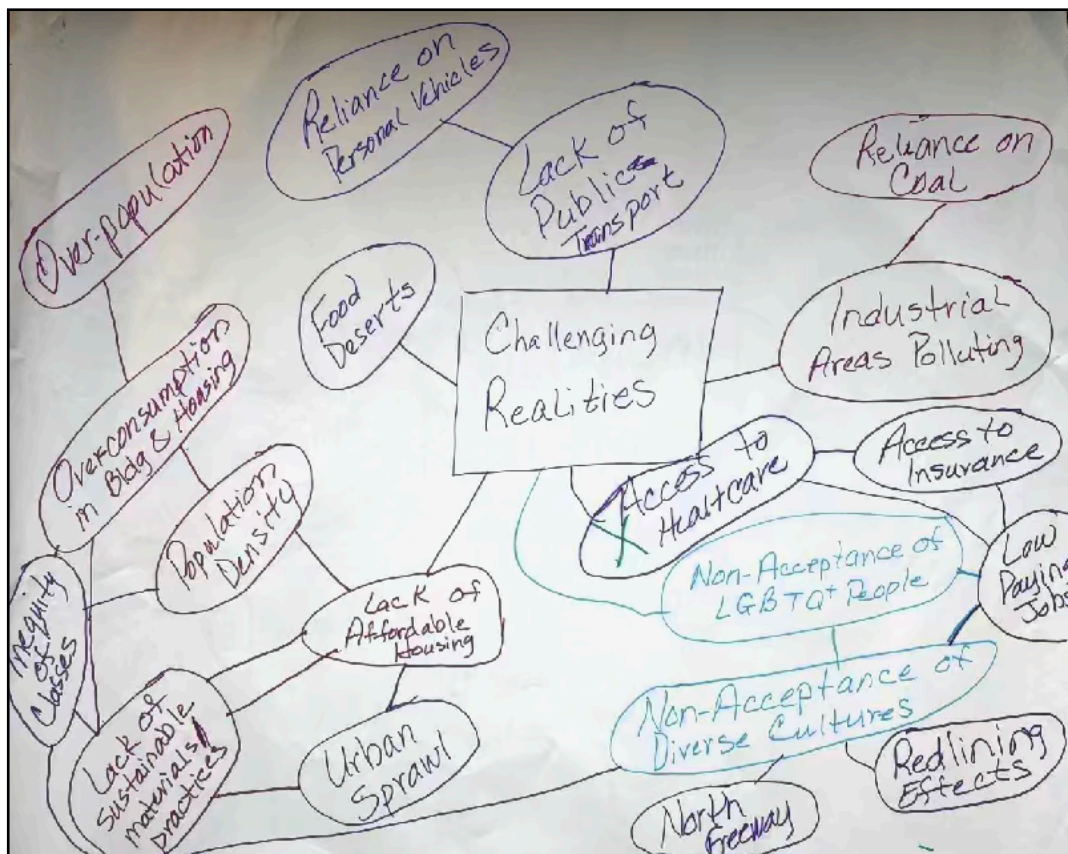 Reliance on
Personal Vehicles
Lack of
Public
Transport
Reliance on
Coal
Over-population
Food
Deserts
Challenging
Realities
Industrial
Areas Polluting
Overconsumption
in Bldg & Housing
Access to
Healtcare
Access to
Insurance
Population
Density
Non-Acceptance of
LGBTQ+ People
Low
Paying
Jobs
Lack of
Affordable
Housing
Inequity
of
Classes
Lack of
Sustainable
materials/
practices
Urban
Sprawl
Non-Acceptance of
Diverse Cultures
Redlining
Effects
North
Freeway